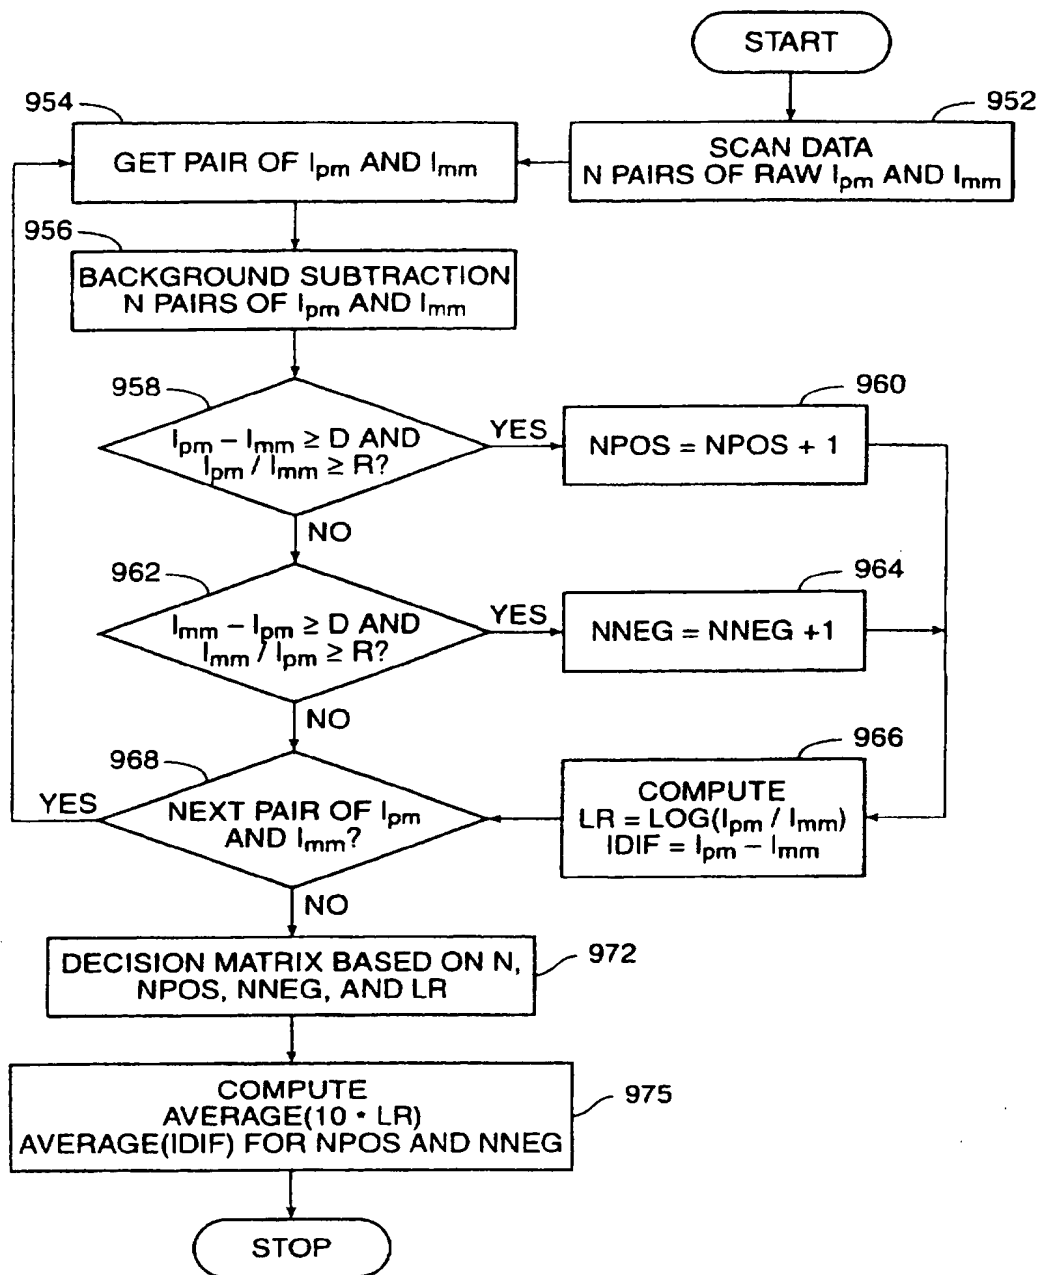 START
952
SCAN DATA
N PAIRS OF RAW Ipm AND Imm
954
GET PAIR OF Ipm AND Imm
956
BACKGROUND SUBTRACTION
N PAIRS OF Ipm AND Imm
958
Ipm – Imm ≥ D AND
Ipm / Imm ≥ R?
YES
960
NPOS = NPOS + 1
NO
962
Imm – Ipm ≥ D AND
Imm / Ipm ≥ R?
YES
964
NNEG = NNEG +1
NO
966
COMPUTE
LR = LOG(Ipm / Imm)
IDIF = Ipm – Imm
968
NEXT PAIR OF Ipm
AND Imm?
YES
NO
972
DECISION MATRIX BASED ON N,
NPOS, NNEG, AND LR
975
COMPUTE
AVERAGE(10 • LR)
AVERAGE(IDIF) FOR NPOS AND NNEG
STOP